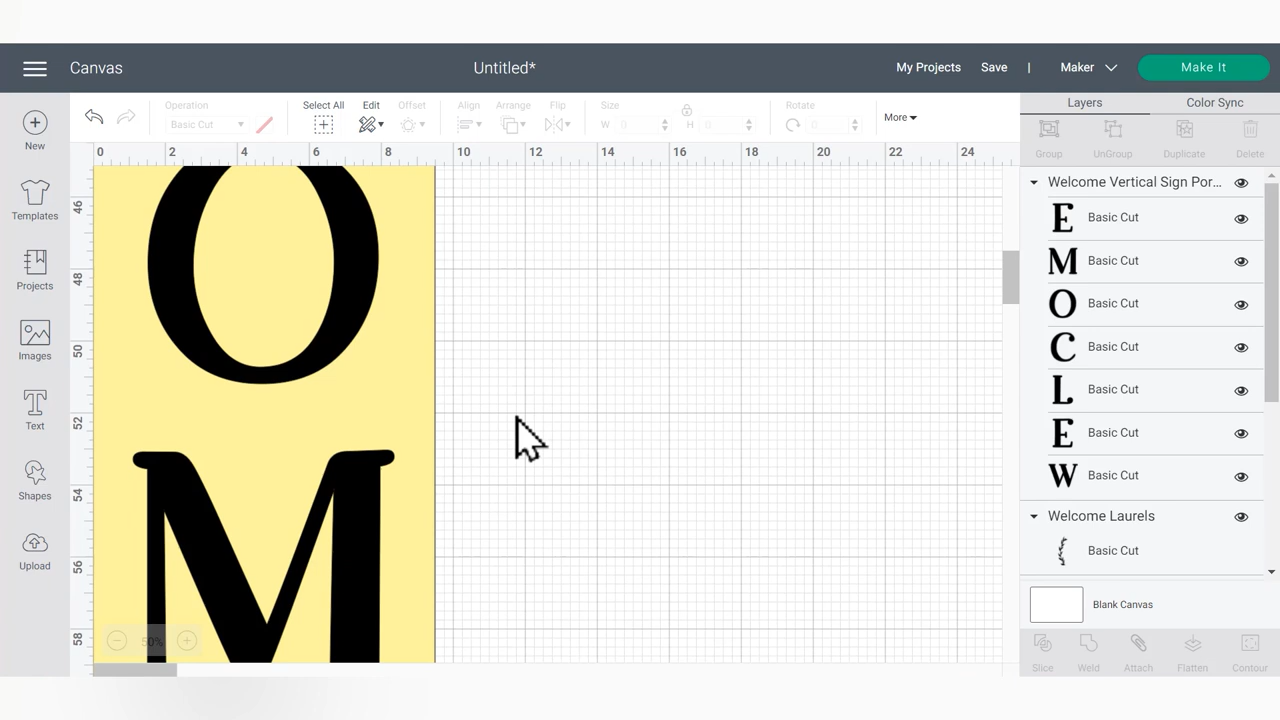 Canvas
Untitled*
My Projects
Save
|
Maker
Make It
New
Templates
Projects
Images
Text
Shapes
Upload
Operation
Basic Cut
Select All
Edit
Offset
Align
Arrange
Flip
Size
W 0
H 0
Rotate
0
More
0 2 4 6 8 10 12 14 16 18 20 22 24
46
48
50
52
54
56
58
O
M
50%
Layers
Color Sync
Group
UnGroup
Duplicate
Delete
Welcome Vertical Sign Por...
E Basic Cut
M Basic Cut
O Basic Cut
C Basic Cut
L Basic Cut
E Basic Cut
W Basic Cut
Welcome Laurels
Basic Cut
Blank Canvas
Slice
Weld
Attach
Flatten
Contour